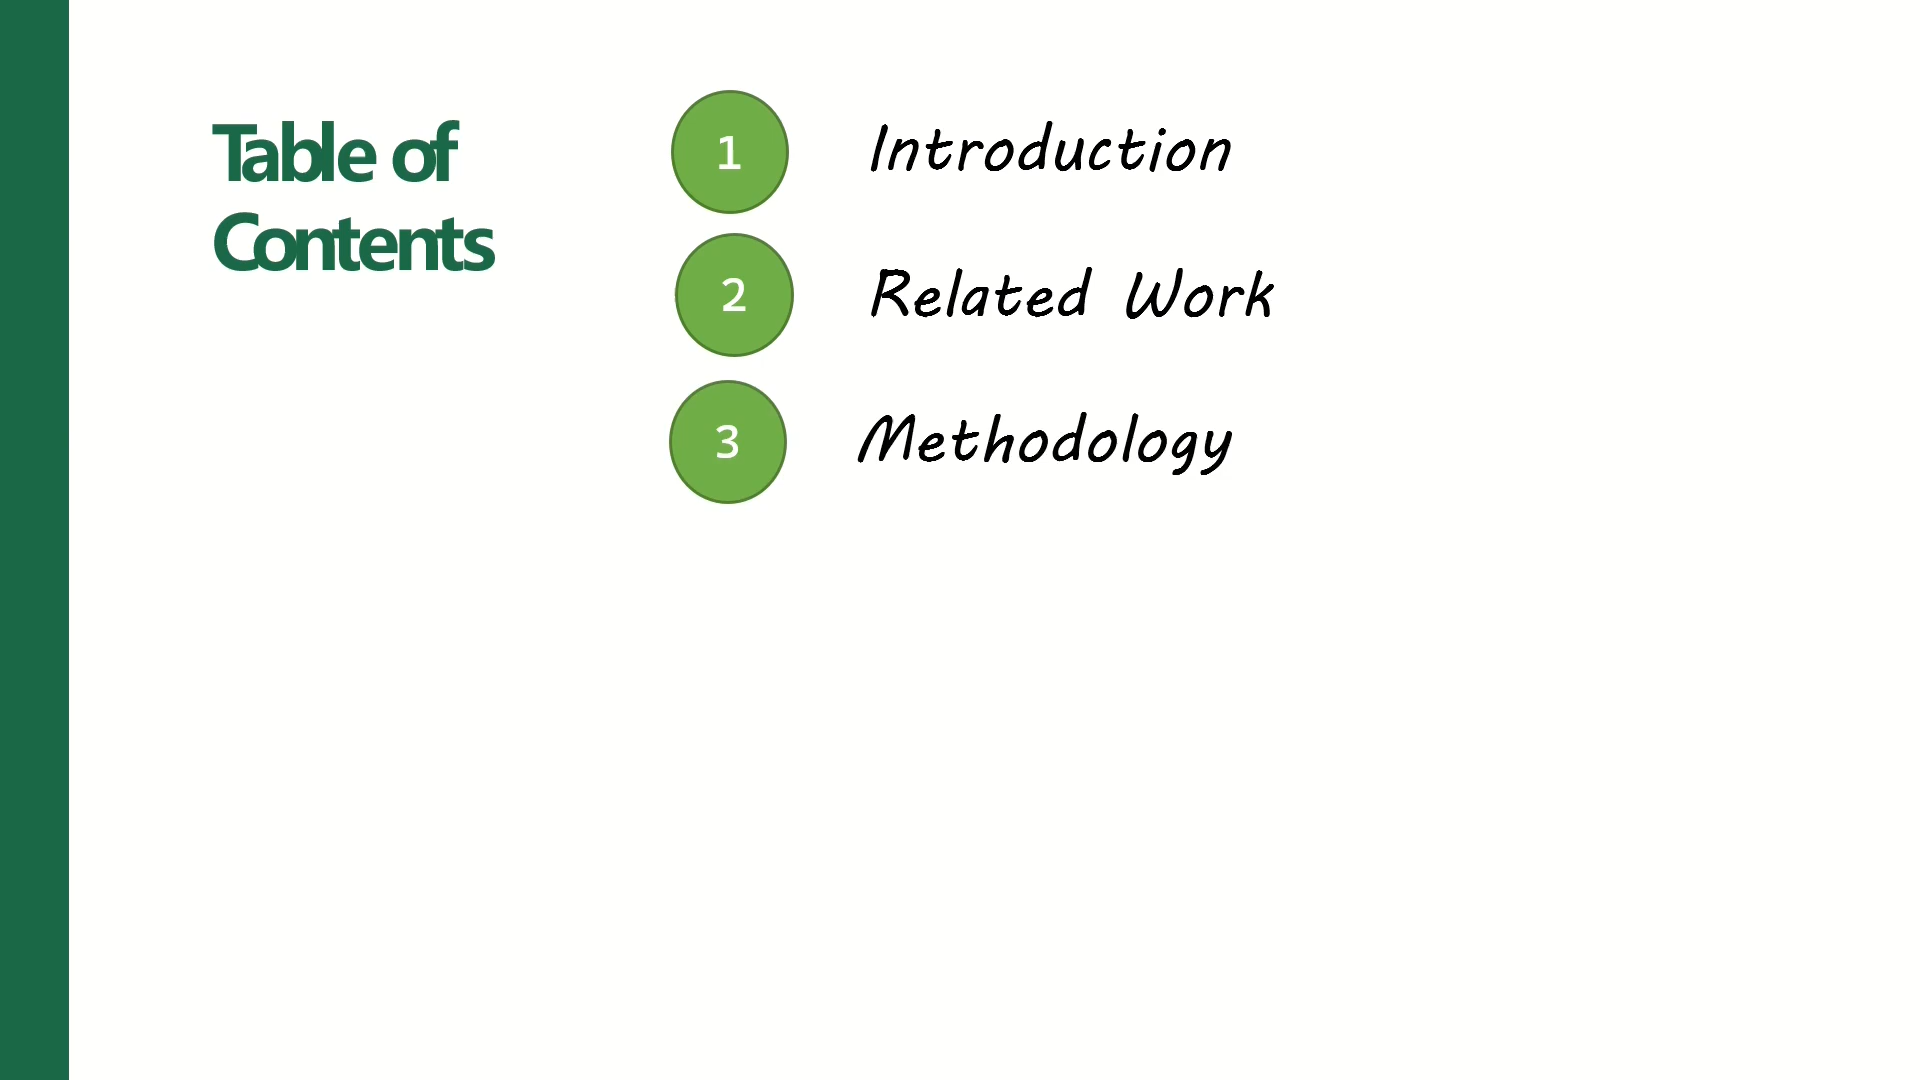 Table of
Contents
1 Introduction
2 Related Work
3 Methodology